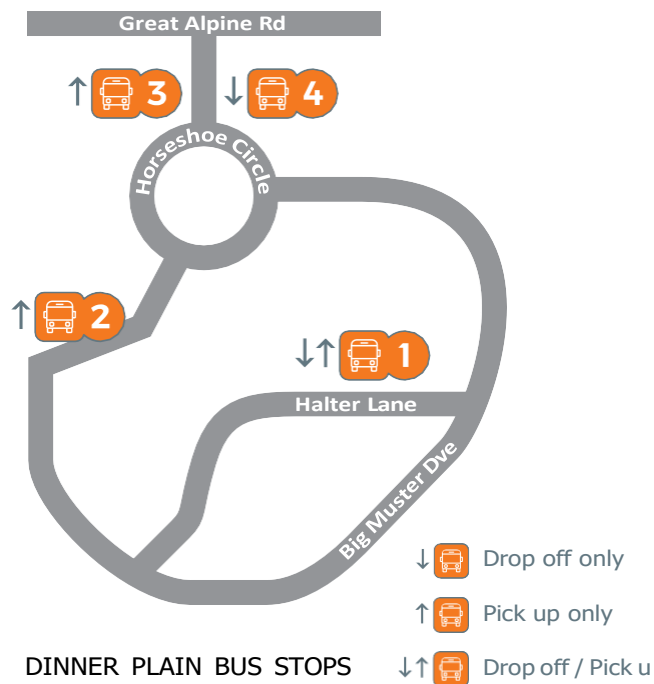 Great Alpine Rd
3
4
Horseshoe Circle
2
1
Halter Lane
Big Muster Dve
Drop off only
Pick up only
DINNER PLAIN BUS STOPS
Drop off / Pick u